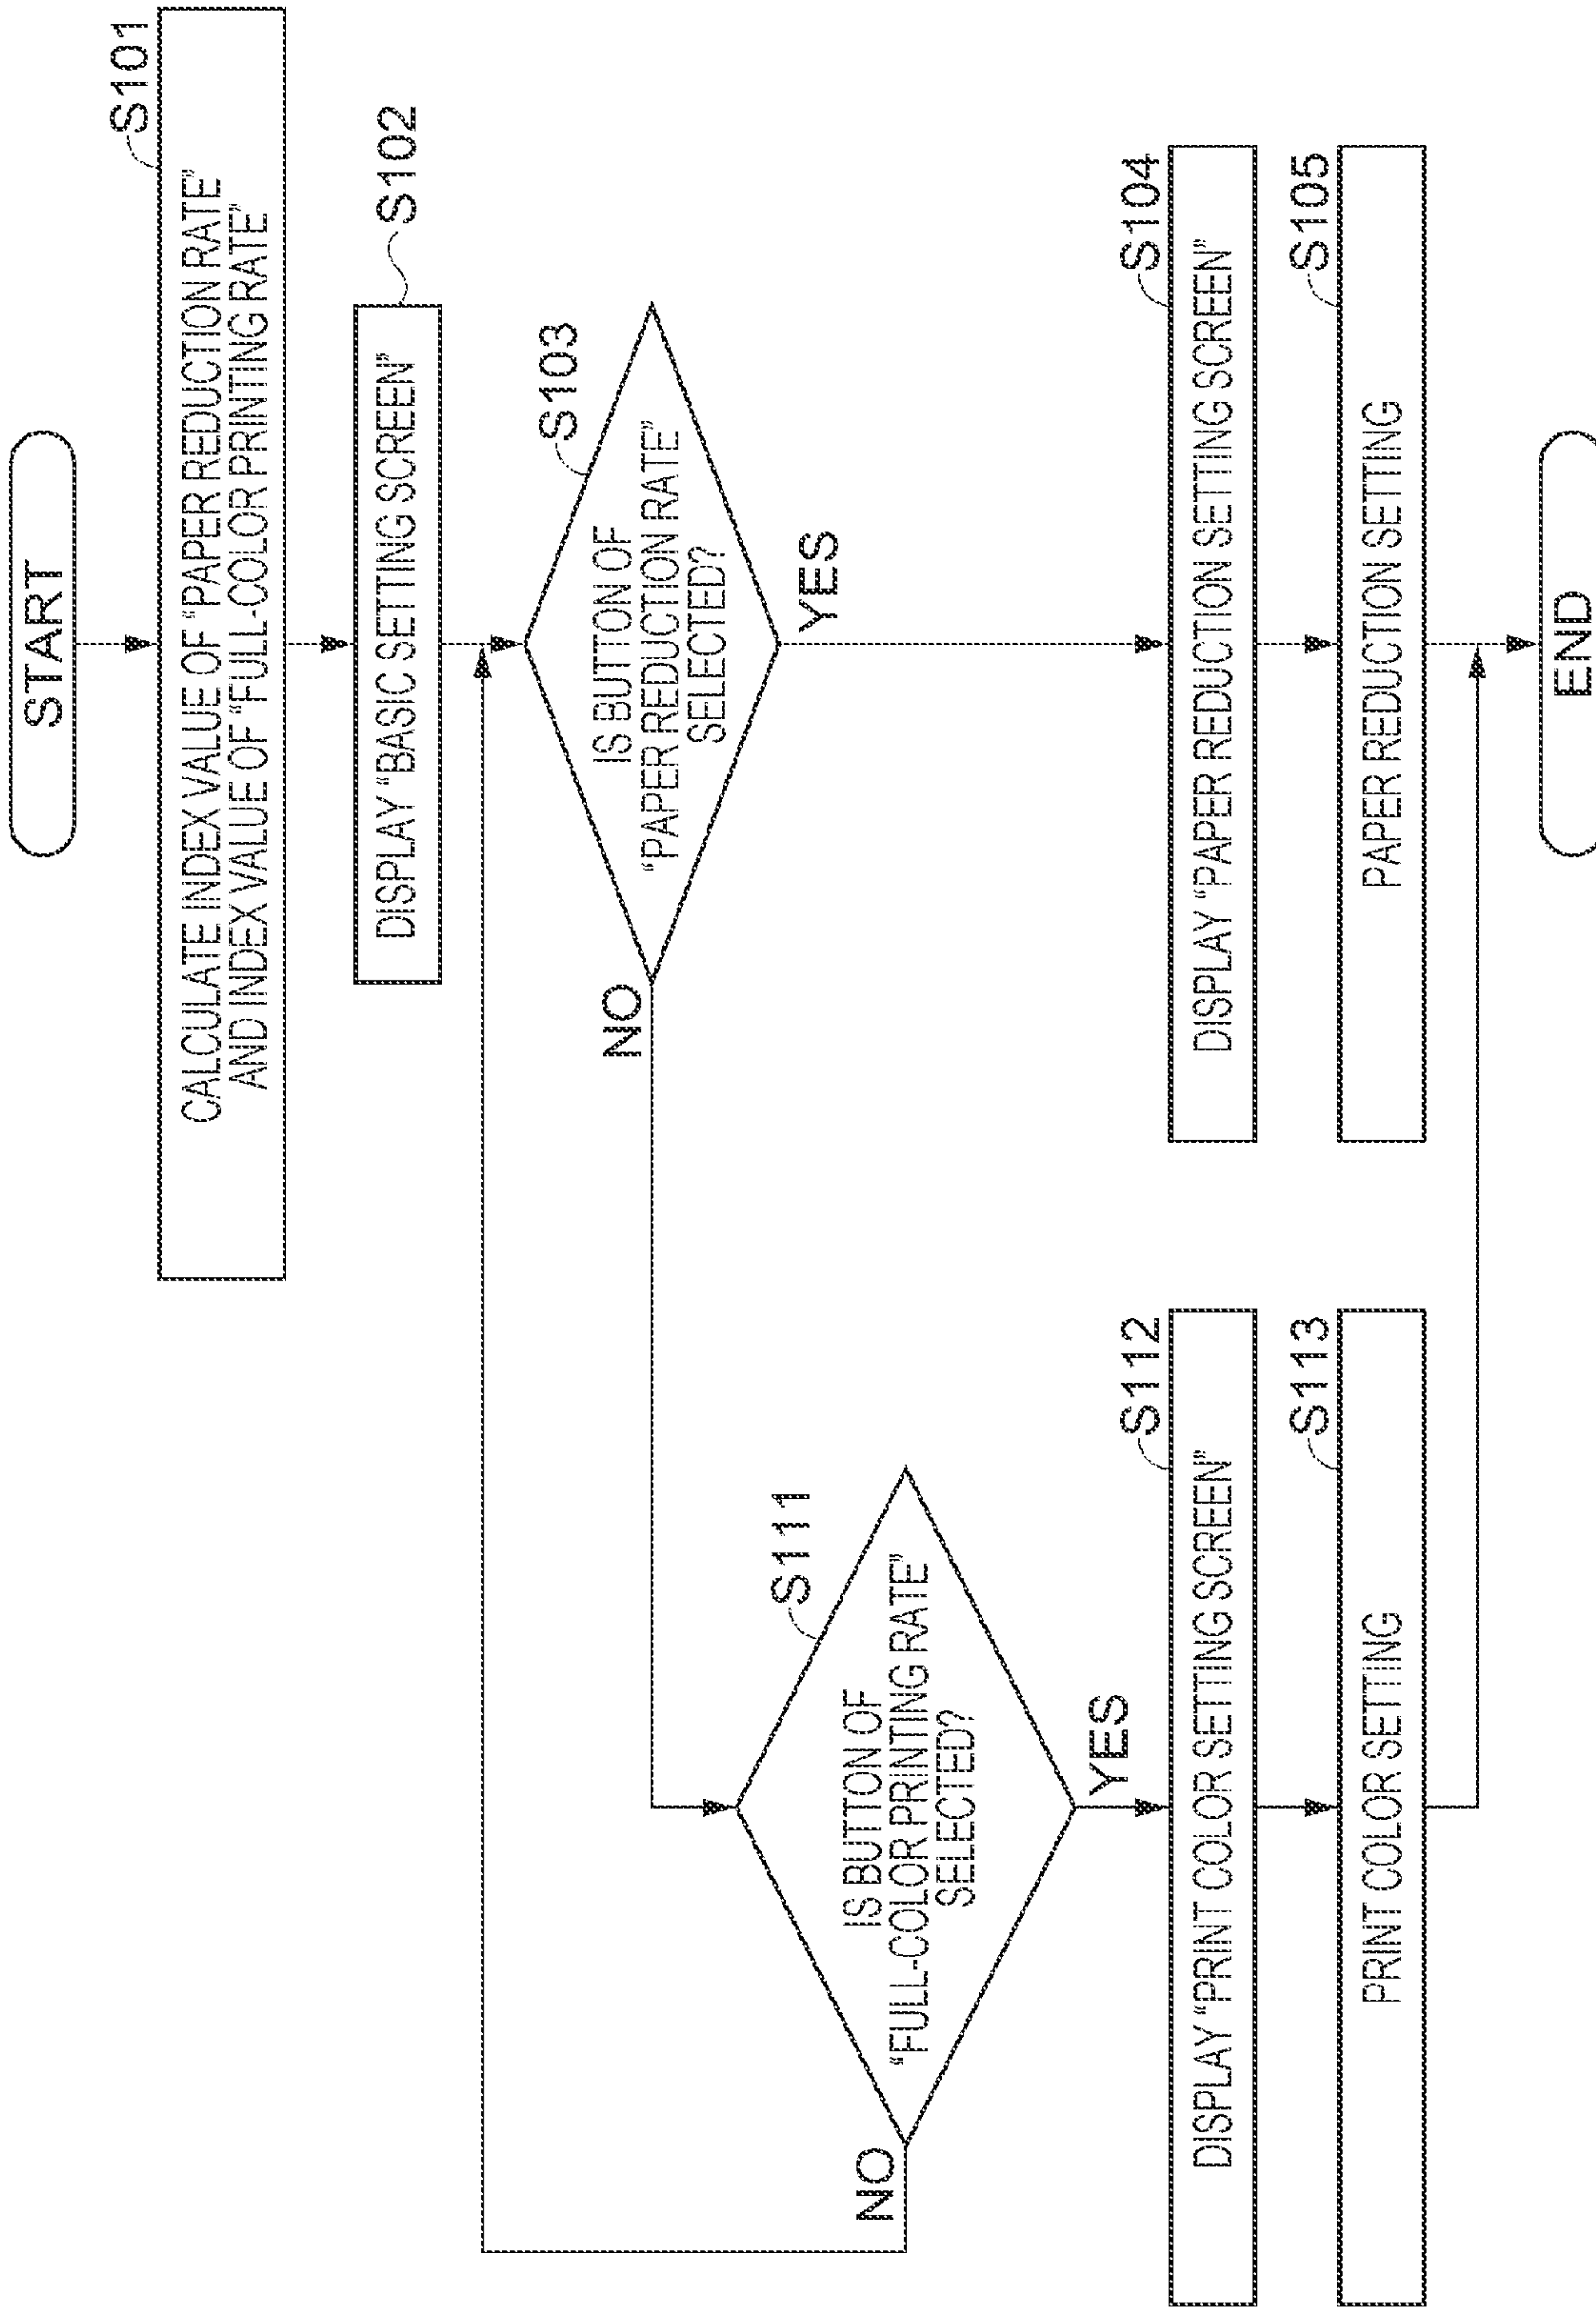 START
S101
CALCULATE INDEX VALUE OF "PAPER REDUCTION RATE"
AND INDEX VALUE OF "FULL-COLOR PRINTING RATE"
S102
DISPLAY "BASIC SETTING SCREEN"
S103
IS BUTTON OF
"PAPER REDUCTION RATE"
SELECTED?
NO
YES
S111
IS BUTTON OF
"FULL-COLOR PRINTING RATE"
SELECTED?
NO
YES
S112
DISPLAY "PRINT COLOR SETTING SCREEN"
S104
DISPLAY "PAPER REDUCTION SETTING SCREEN"
S113
PRINT COLOR SETTING
S105
PAPER REDUCTION SETTING
END